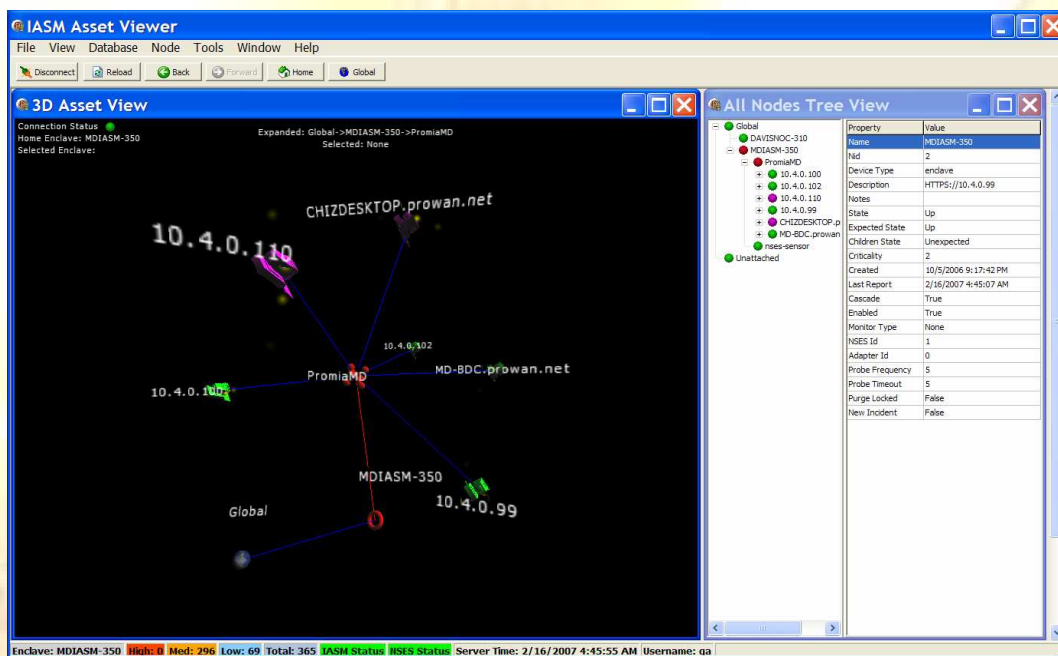 IASM Asset Viewer
File View Database Node Tools Window Help
Disconnect Reload Back Forward Home Global
3D Asset View
Connection Status
Home Enclave: MDIASM-350
Selected Enclave:
Expanded: Global->MDIASM-350->PromiaMD
Selected: None
CHIZDESKTOP.prowan.net
10.4.0.110
10.4.0.102
PromiaMD
MD-BDC.prowan.net
10.4.0.100
MDIASM-350
10.4.0.99
Global
All Nodes Tree View
Global
DAVISNOC-310
MDIASM-350
PromiaMD
10.4.0.100
10.4.0.102
10.4.0.110
10.4.0.99
CHIZDESKTOP.p
MD-BDC.prowan
nses-sensor
Unattached
Property Value
Name MDIASM-350
Nid 2
Device Type enclave
Description HTTPS://10.4.0.99
Notes
State Up
Expected State Up
Children State Unexpected
Criticality 2
Created 10/5/2006 9:17:42 PM
Last Report 2/16/2007 4:45:07 AM
Cascade True
Enabled True
Monitor Type None
NSES Id 1
Adapter Id 0
Probe Frequency 5
Probe Timeout 5
Purge Locked False
New Incident False
Enclave: MDIASM-350 High: 0 Med: 296 Low: 69 Total: 365 IASM Status NSES Status Server Time: 2/16/2007 4:45:55 AM Username: qa